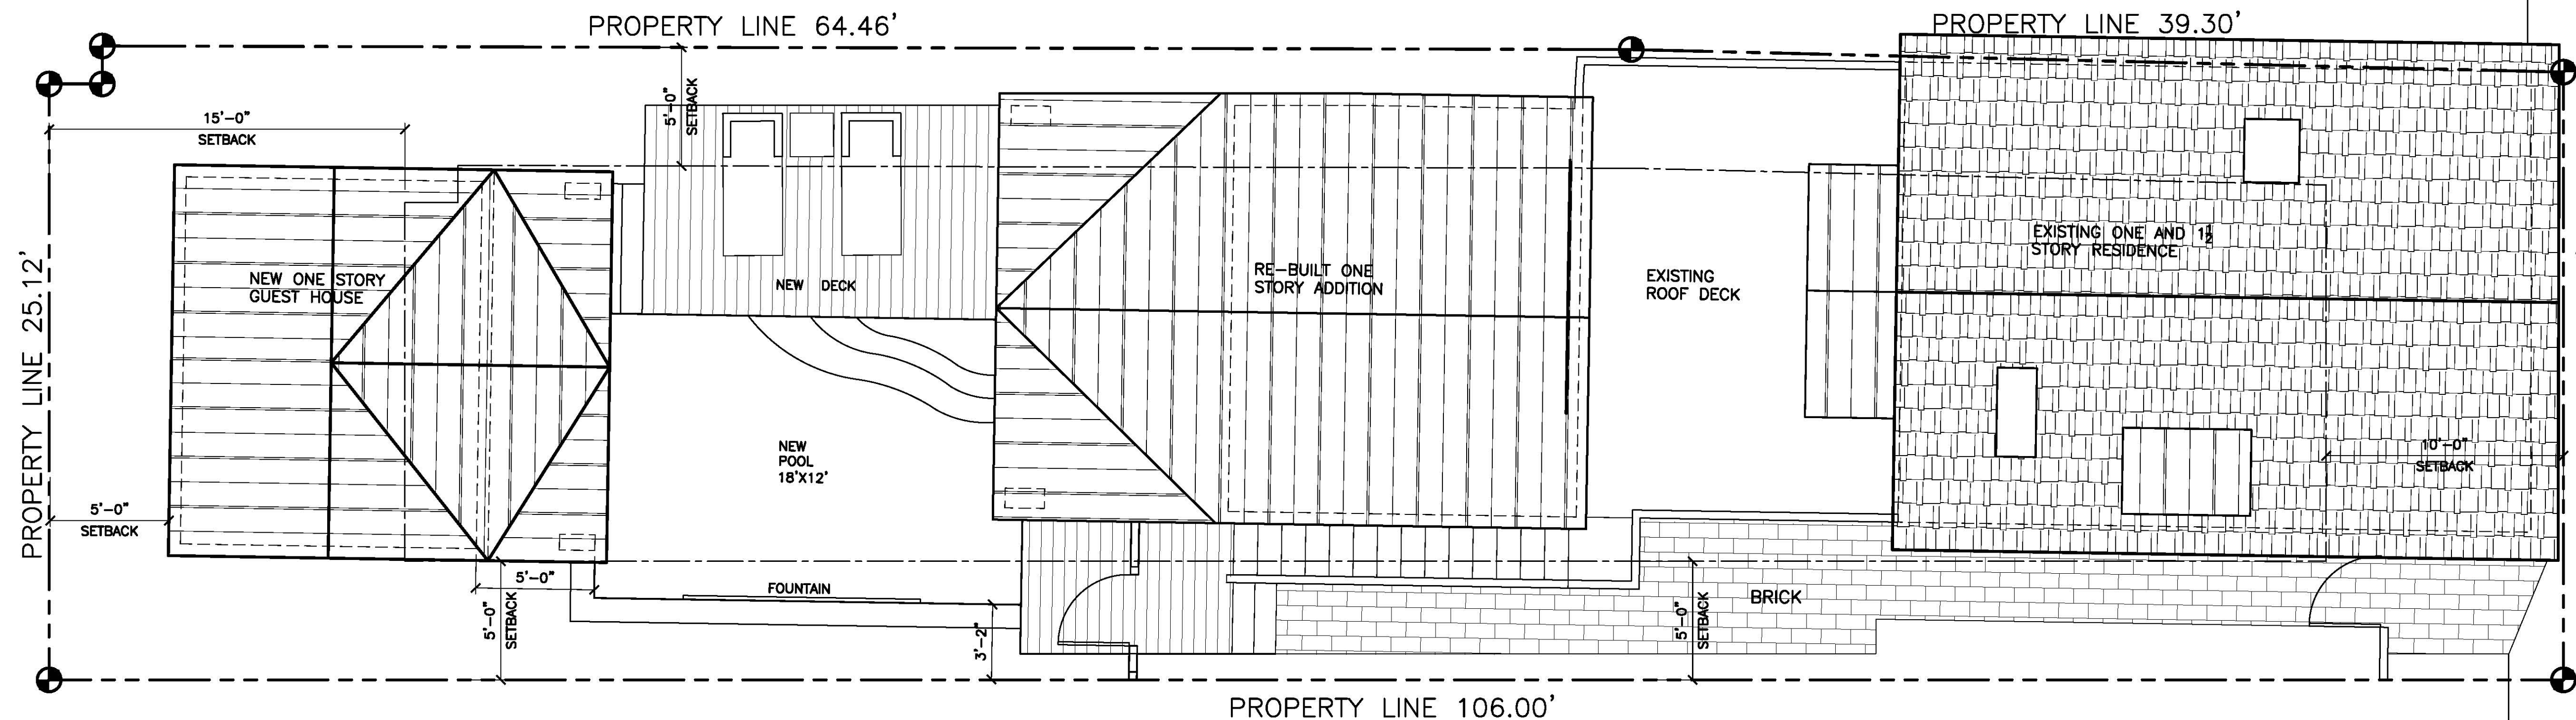 PROPERTY LINE 64.46'
PROPERTY LINE 39.30'
15'-0"
SETBACK
5'-0"
SETBACK
NEW ONE STORY
GUEST HOUSE
NEW DECK
RE-BUILT ONE
STORY ADDITION
EXISTING
ROOF DECK
EXISTING ONE AND 1½
STORY RESIDENCE
PROPERTY LINE 25.12'
NEW
POOL
18'X12'
10'-0"
SETBACK
5'-0"
SETBACK
5'-0"
FOUNTAIN
5'-0"
SETBACK
3'-2"
5'-0"
SETBACK
BRICK
PROPERTY LINE 106.00'